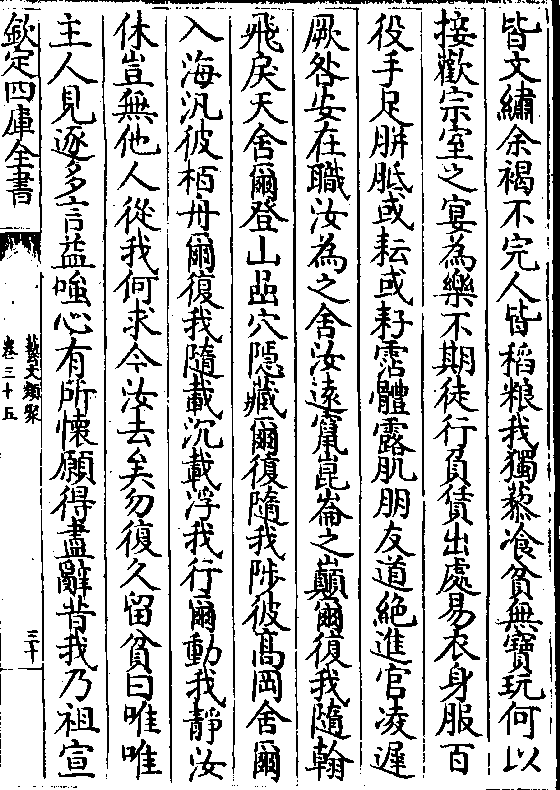 皆文繡余褐不完人皆稻粮我獨藜飡貧無寶玩何以
接歡宗室之宴為樂不期徒行負賃出處易衣身服百
役手足胼胝或耘或耔霑體露肌朋友道絶進官凌遲
厥咎安在職汝為之舍汝遠竄崑崙之巔爾復我隨翰
飛戾天舍爾登山嵒穴隠藏爾復隨我陟彼髙岡舍爾
入海汎彼栢舟爾復我隨載沉載浮我行爾動我靜汝
休豈無他人從我何求今汝去矣勿復久留貧曰唯唯
主人見逐多言益嗤心有所懐願得盡辭昔我乃祖宣
欽定四庫全書
藝文類聚
卷三十五
三十